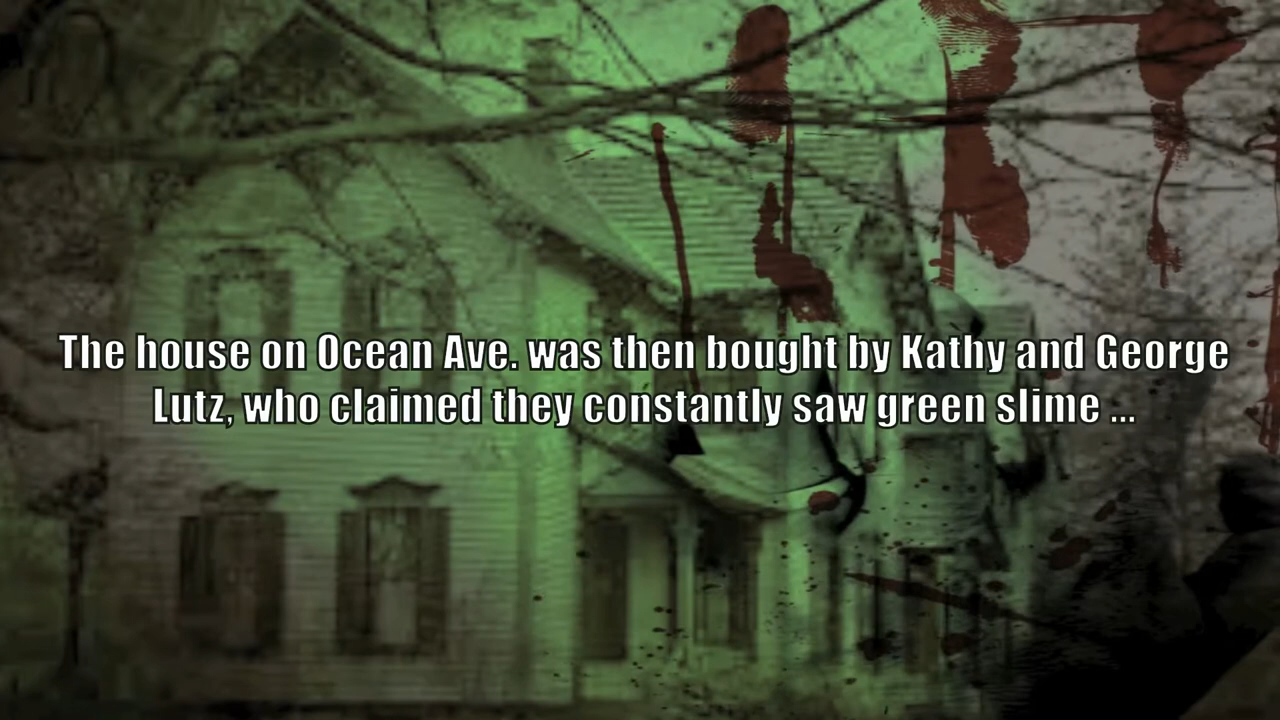 The house on Ocean Ave. was then bought by Kathy and George
Lutz, who claimed they constantly saw green slime ...